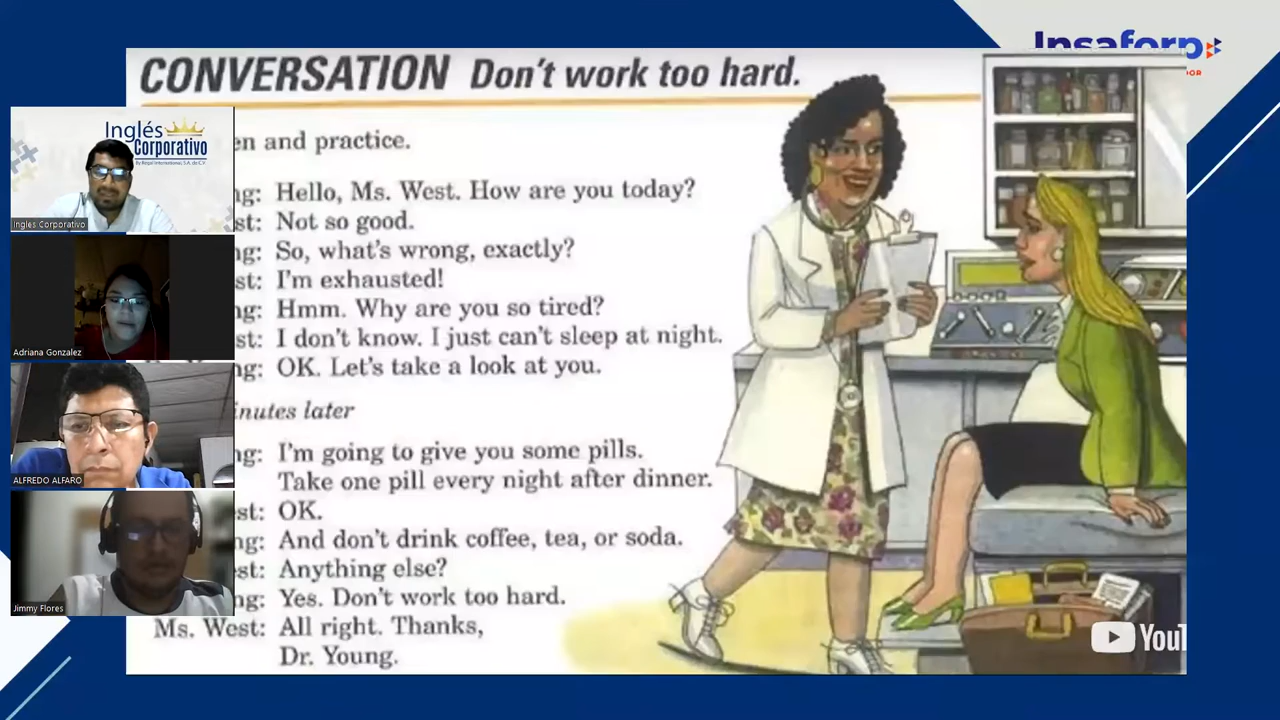 Insaforp
CONVERSATION Don't work too hard.
Inglés
Corporativo
By Regal International, S.A. de C.V.
Ingles Corporativo
Adriana Gonzalez
ALFREDO ALFARO
Jimmy Flores
en and practice.
ng: Hello, Ms. West. How are you today?
st: Not so good.
ng: So, what's wrong, exactly?
st: I'm exhausted!
ng: Hmm. Why are you so tired?
st: I don't know. I just can't sleep at night.
ng: OK. Let's take a look at you.
inutes later
ng: I'm going to give you some pills.
Take one pill every night after dinner.
st: OK.
ng: And don't drink coffee, tea, or soda.
st: Anything else?
ng: Yes. Don't work too hard.
Ms. West: All right. Thanks,
Dr. Young.
YouT